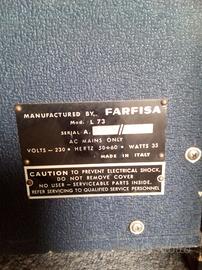 MANUFACTURED BY. FARFISA
Mod. L 73
SERIAL A.
AC MAINS ONLY
VOLTS - 230 • HERTZ 50÷60 • WATTS 35
MADE IN ITALY
CAUTION TO PREVENT ELECTRICAL SHOCK,
DO NOT REMOVE COVER
NO USER - SERVICEABLE PARTS INSIDE.
REFER SERVICING TO QUALIFIED SERVICE PERSONNEL